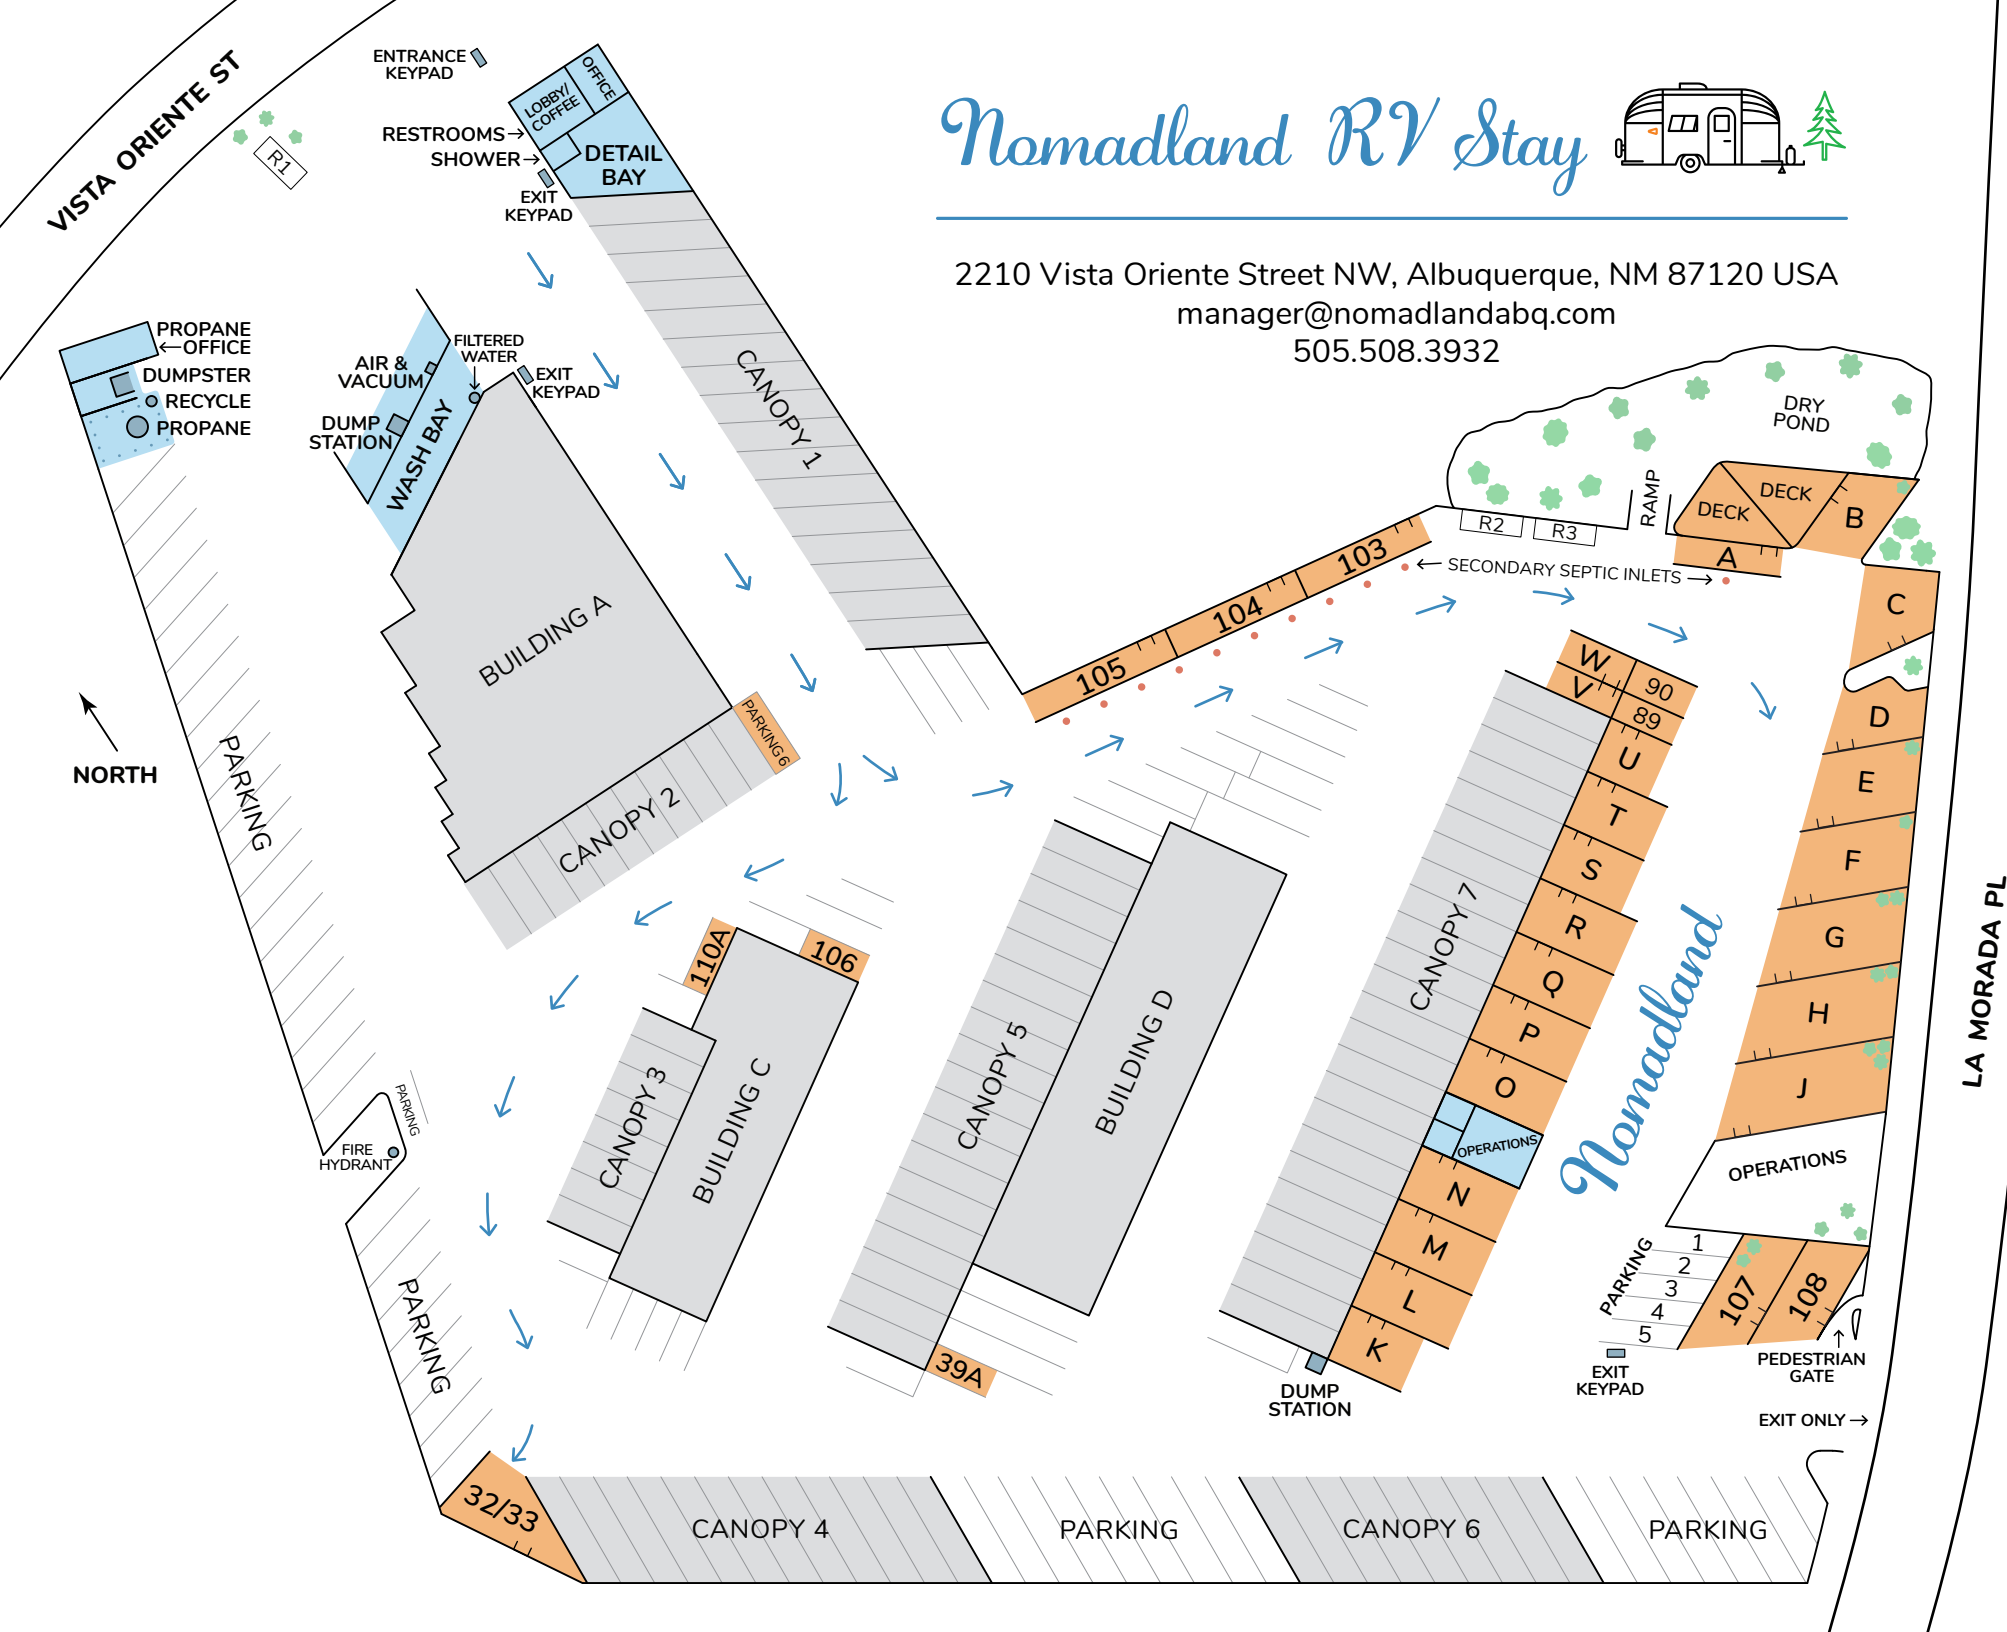 Nomadland RV Stay
2210 Vista Oriente Street NW, Albuquerque, NM 87120 USA
manager@nomadlandabq.com
505.508.3932
VISTA ORIENTE ST
R1
ENTRANCE
KEYPAD
LOBBY/
COFFEE
OFFICE
RESTROOMS
SHOWER
DETAIL
BAY
EXIT
KEYPAD
PROPANE
OFFICE
DUMPSTER
RECYCLE
PROPANE
AIR &
VACUUM
FILTERED
WATER
EXIT
KEYPAD
DUMP
STATION
WASH BAY
CANOPY 1
BUILDING A
PARKING 6
CANOPY 2
NORTH
PARKING
DRY
POND
RAMP
DECK
DECK
B
A
R2
R3
SECONDARY SEPTIC INLETS
103
104
105
C
D
E
F
G
H
J
W
V
90
89
U
T
S
R
Q
P
O
OPERATIONS
N
M
L
K
CANOPY 7
Nomadland
LA MORADA PL
110A
106
CANOPY 3
BUILDING C
CANOPY 5
BUILDING D
39A
PARKING
FIRE
HYDRANT
PARKING
DUMP
STATION
OPERATIONS
PARKING
1
2
3
4
5
107
108
EXIT
KEYPAD
PEDESTRIAN
GATE
EXIT ONLY
32/33
CANOPY 4
PARKING
CANOPY 6
PARKING